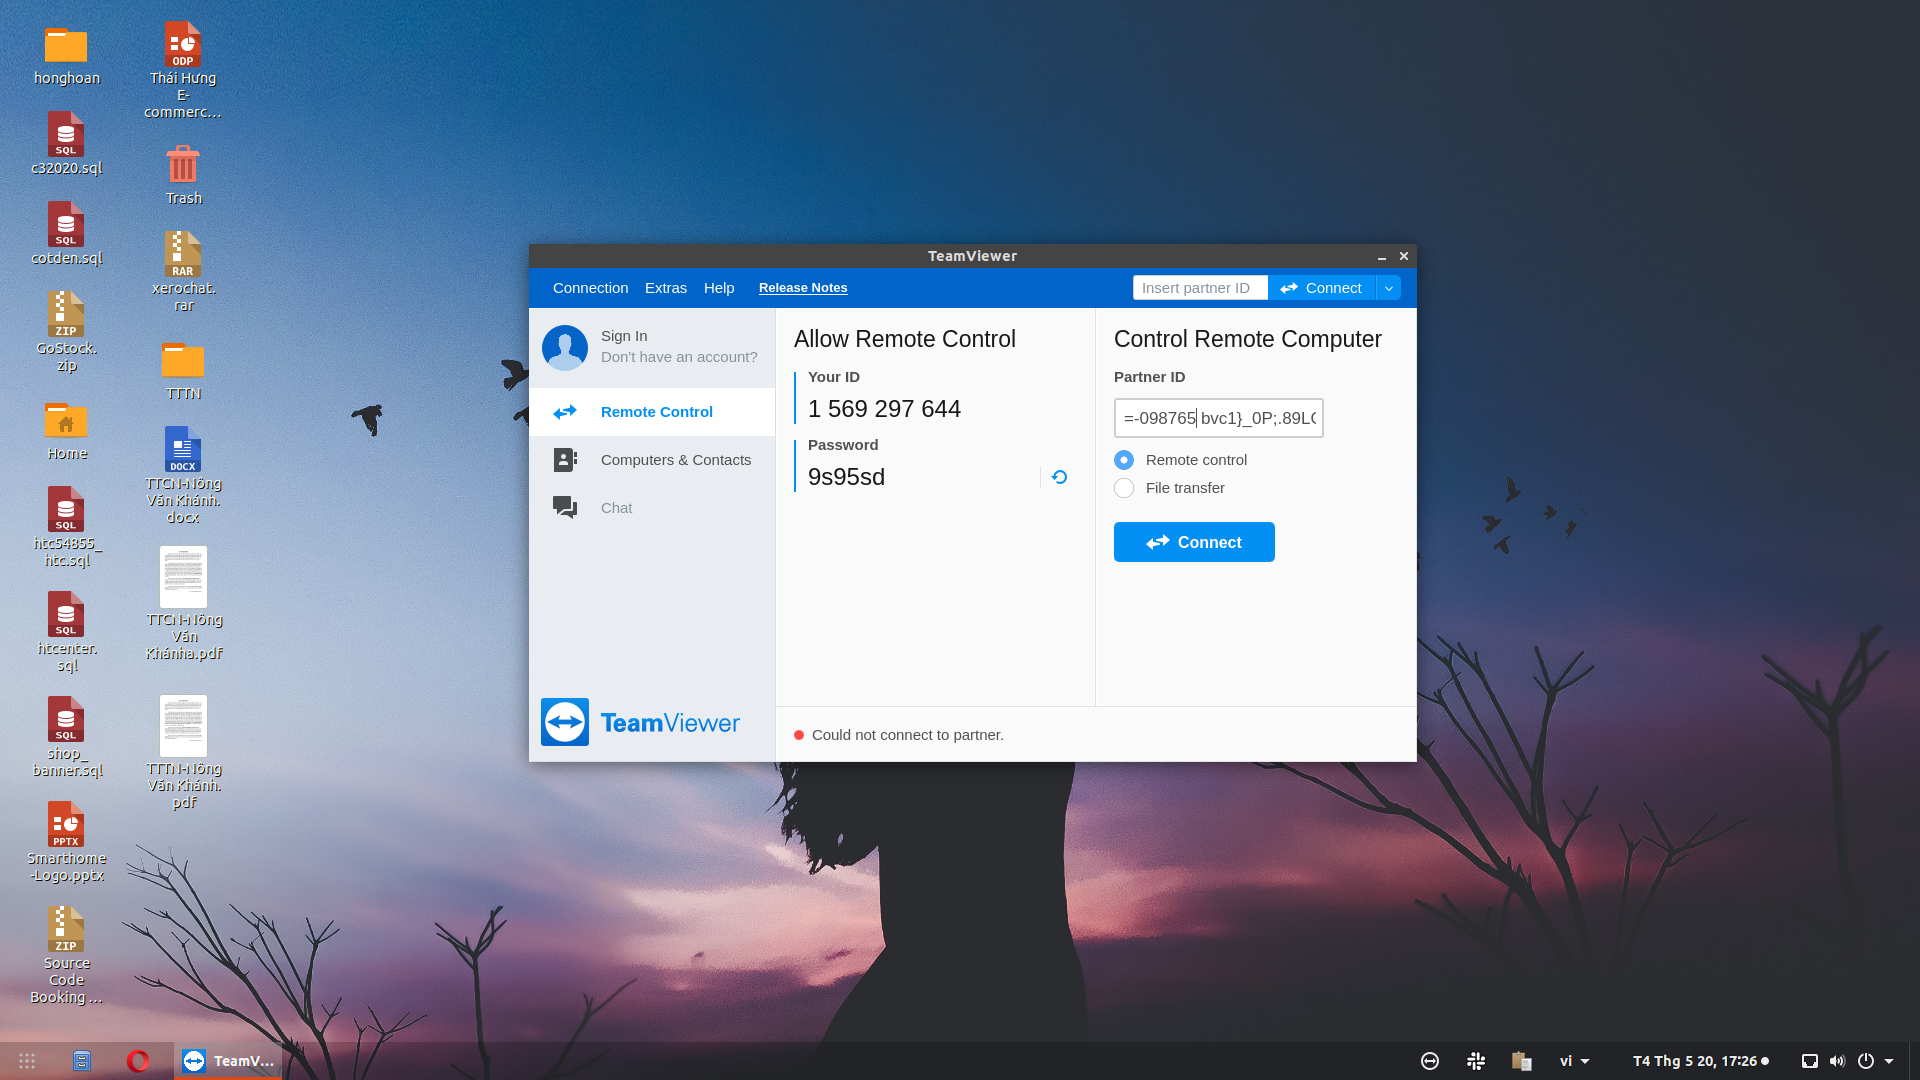 honghoan
SQL
c32020.sql
SQL
cotden.sql
ZIP
GoStock.
zip
Home
SQL
htc54855_
htc.sql
SQL
htcenter.
sql
SQL
shop_
banner.sql
PPTX
Smarthome
-Logo.pptx
ZIP
Source
Code
Booking ...
ODP
Thái Hưng
E-
commerc...
Trash
RAR
xerochat.
rar
TTTN
DOCX
TTCN-Nông
Văn Khánh.
docx
TTCN-Nông
Văn
Khánha.pdf
TTTN-Nông
Văn Khánh.
pdf
TeamViewer
Connection Extras Help Release Notes Insert partner ID Connect
Sign In
Don't have an account?
Remote Control
Computers & Contacts
Chat
TeamViewer
Allow Remote Control
Your ID
1 569 297 644
Password
9s95sd
Control Remote Computer
Partner ID
=-098765 bvc1}_0P;.89L
Remote control
File transfer
Connect
Could not connect to partner.
TeamV... vi T4 Thg 5 20, 17:26